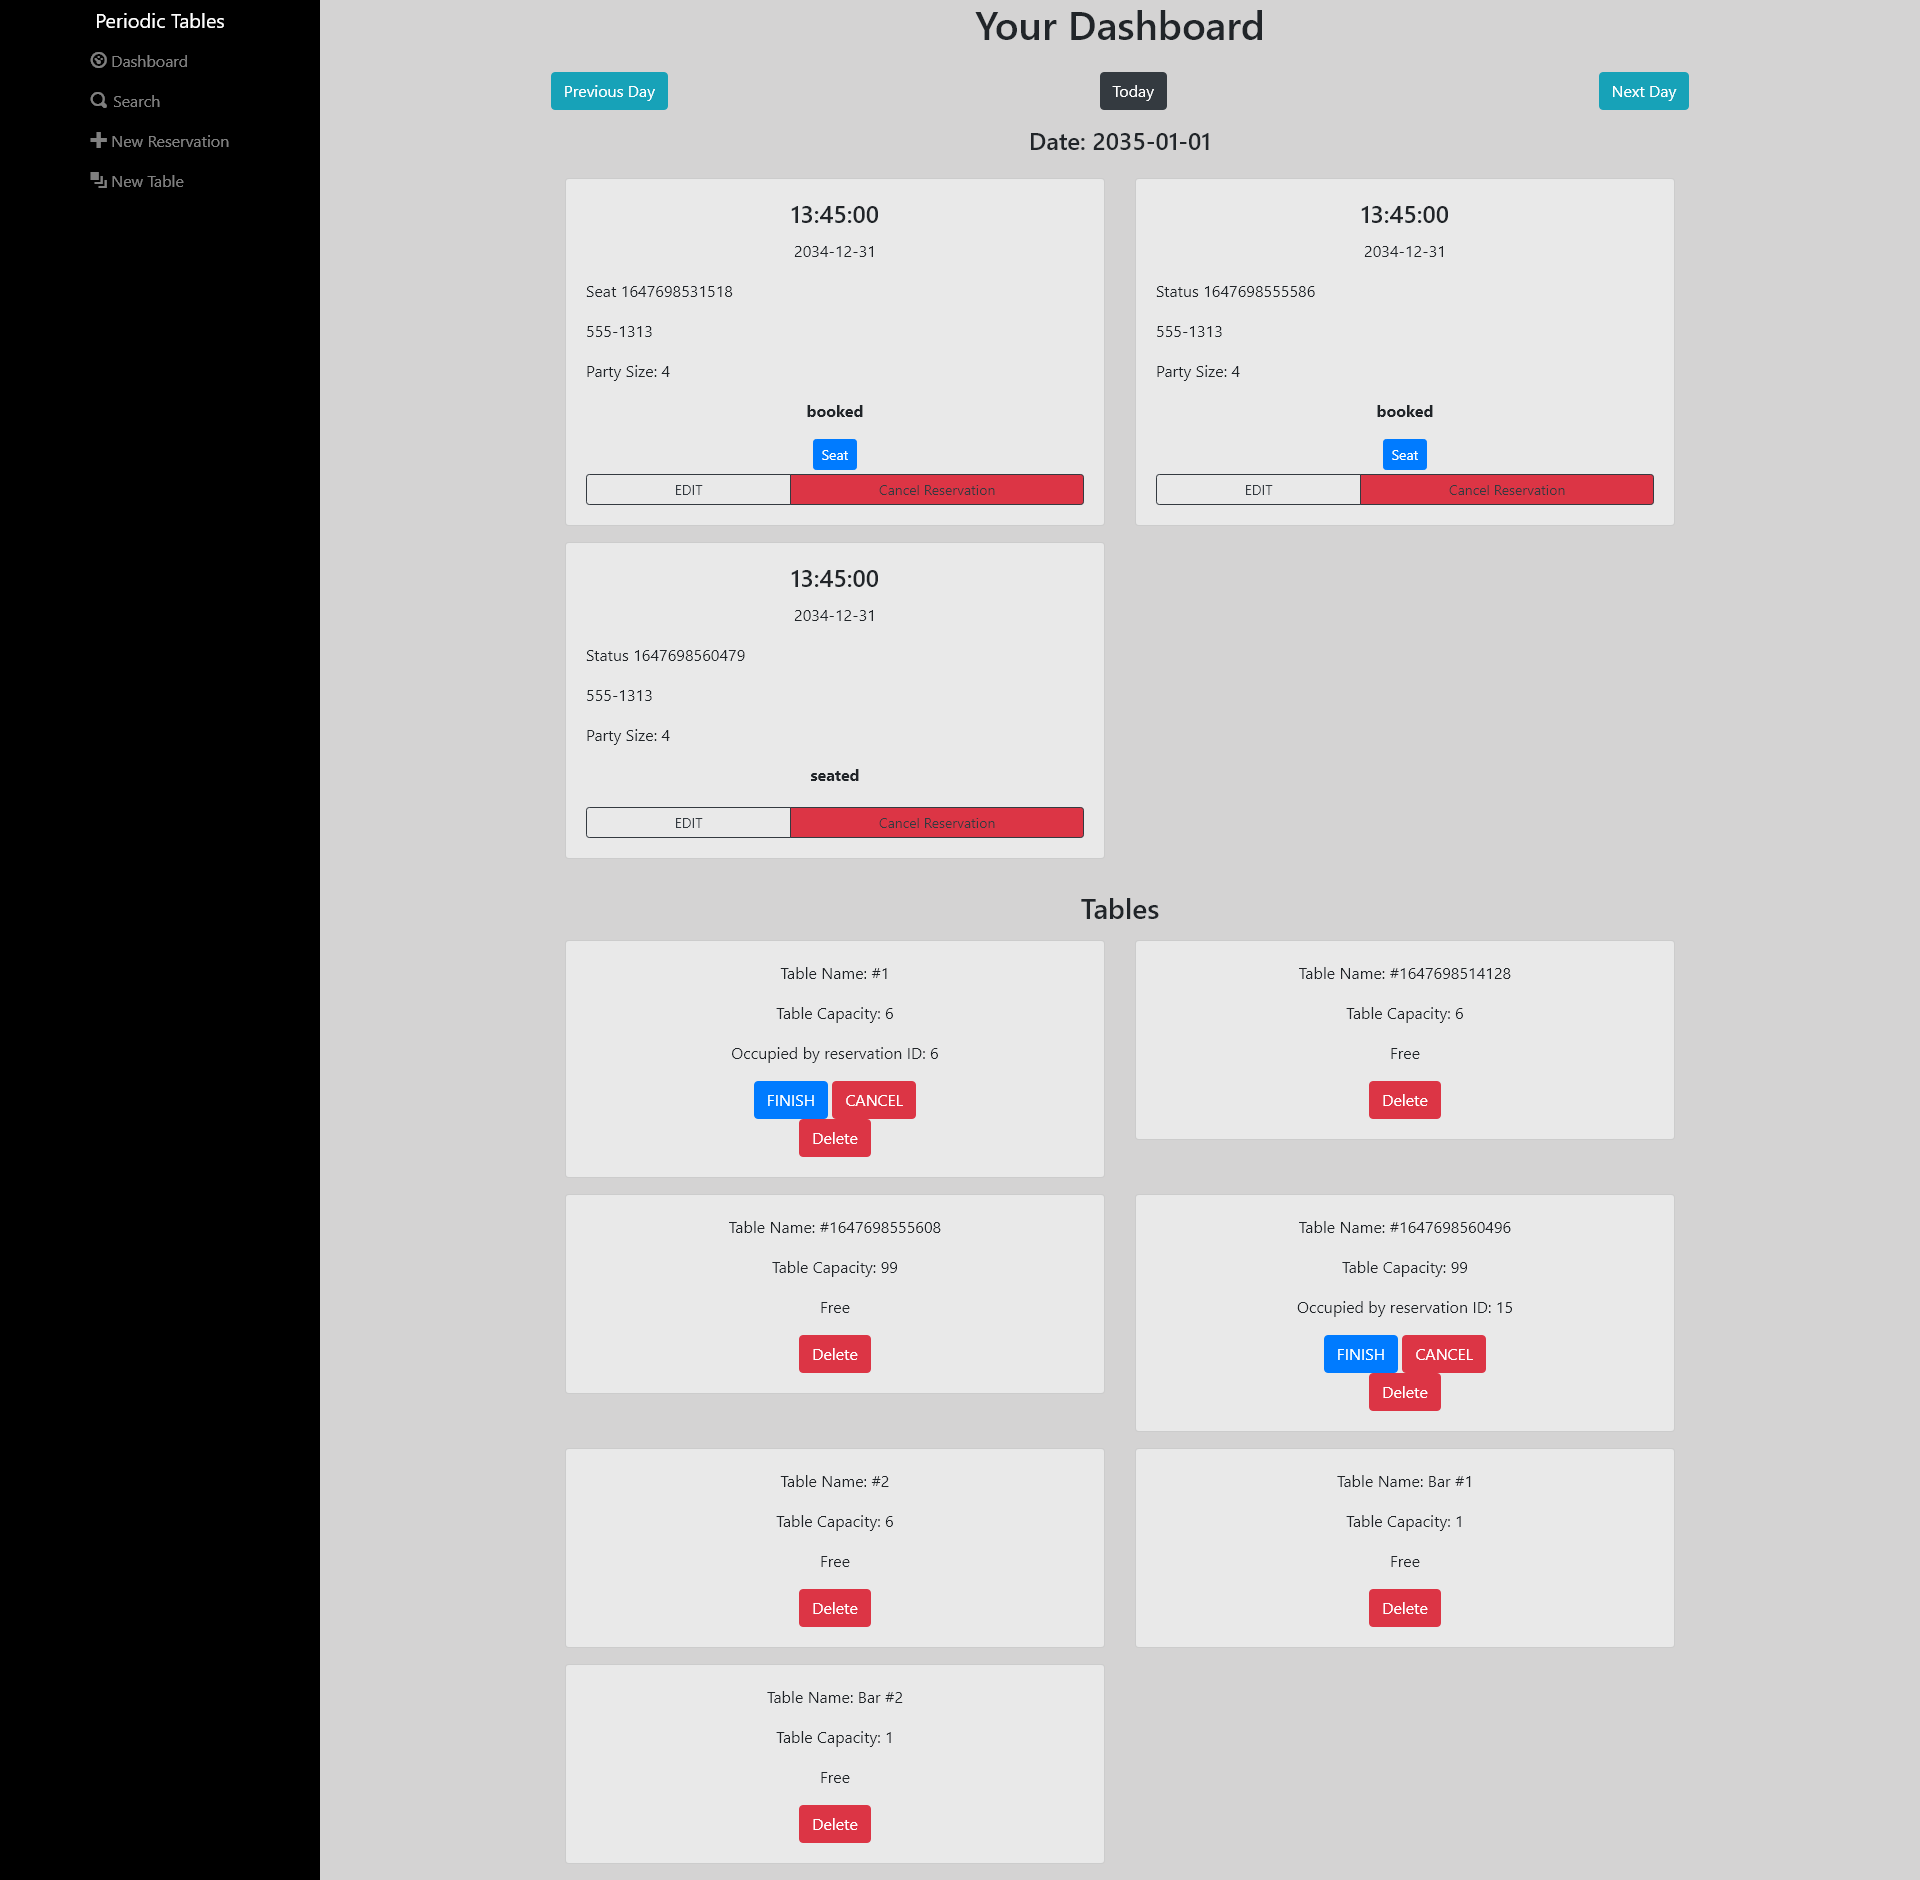 Periodic Tables
Dashboard
Search
New Reservation
New Table
Your Dashboard
Previous Day
Today
Next Day
Date: 2035-01-01
13:45:00
2034-12-31
Seat 1647698531518
555-1313
Party Size: 4
booked
Seat
EDIT
Cancel Reservation
13:45:00
2034-12-31
Status 1647698555586
555-1313
Party Size: 4
booked
Seat
EDIT
Cancel Reservation
13:45:00
2034-12-31
Status 1647698560479
555-1313
Party Size: 4
seated
EDIT
Cancel Reservation
Tables
Table Name: #1
Table Capacity: 6
Occupied by reservation ID: 6
FINISH
CANCEL
Delete
Table Name: #1647698514128
Table Capacity: 6
Free
Delete
Table Name: #1647698555608
Table Capacity: 99
Free
Delete
Table Name: #1647698560496
Table Capacity: 99
Occupied by reservation ID: 15
FINISH
CANCEL
Delete
Table Name: #2
Table Capacity: 6
Free
Delete
Table Name: Bar #1
Table Capacity: 1
Free
Delete
Table Name: Bar #2
Table Capacity: 1
Free
Delete